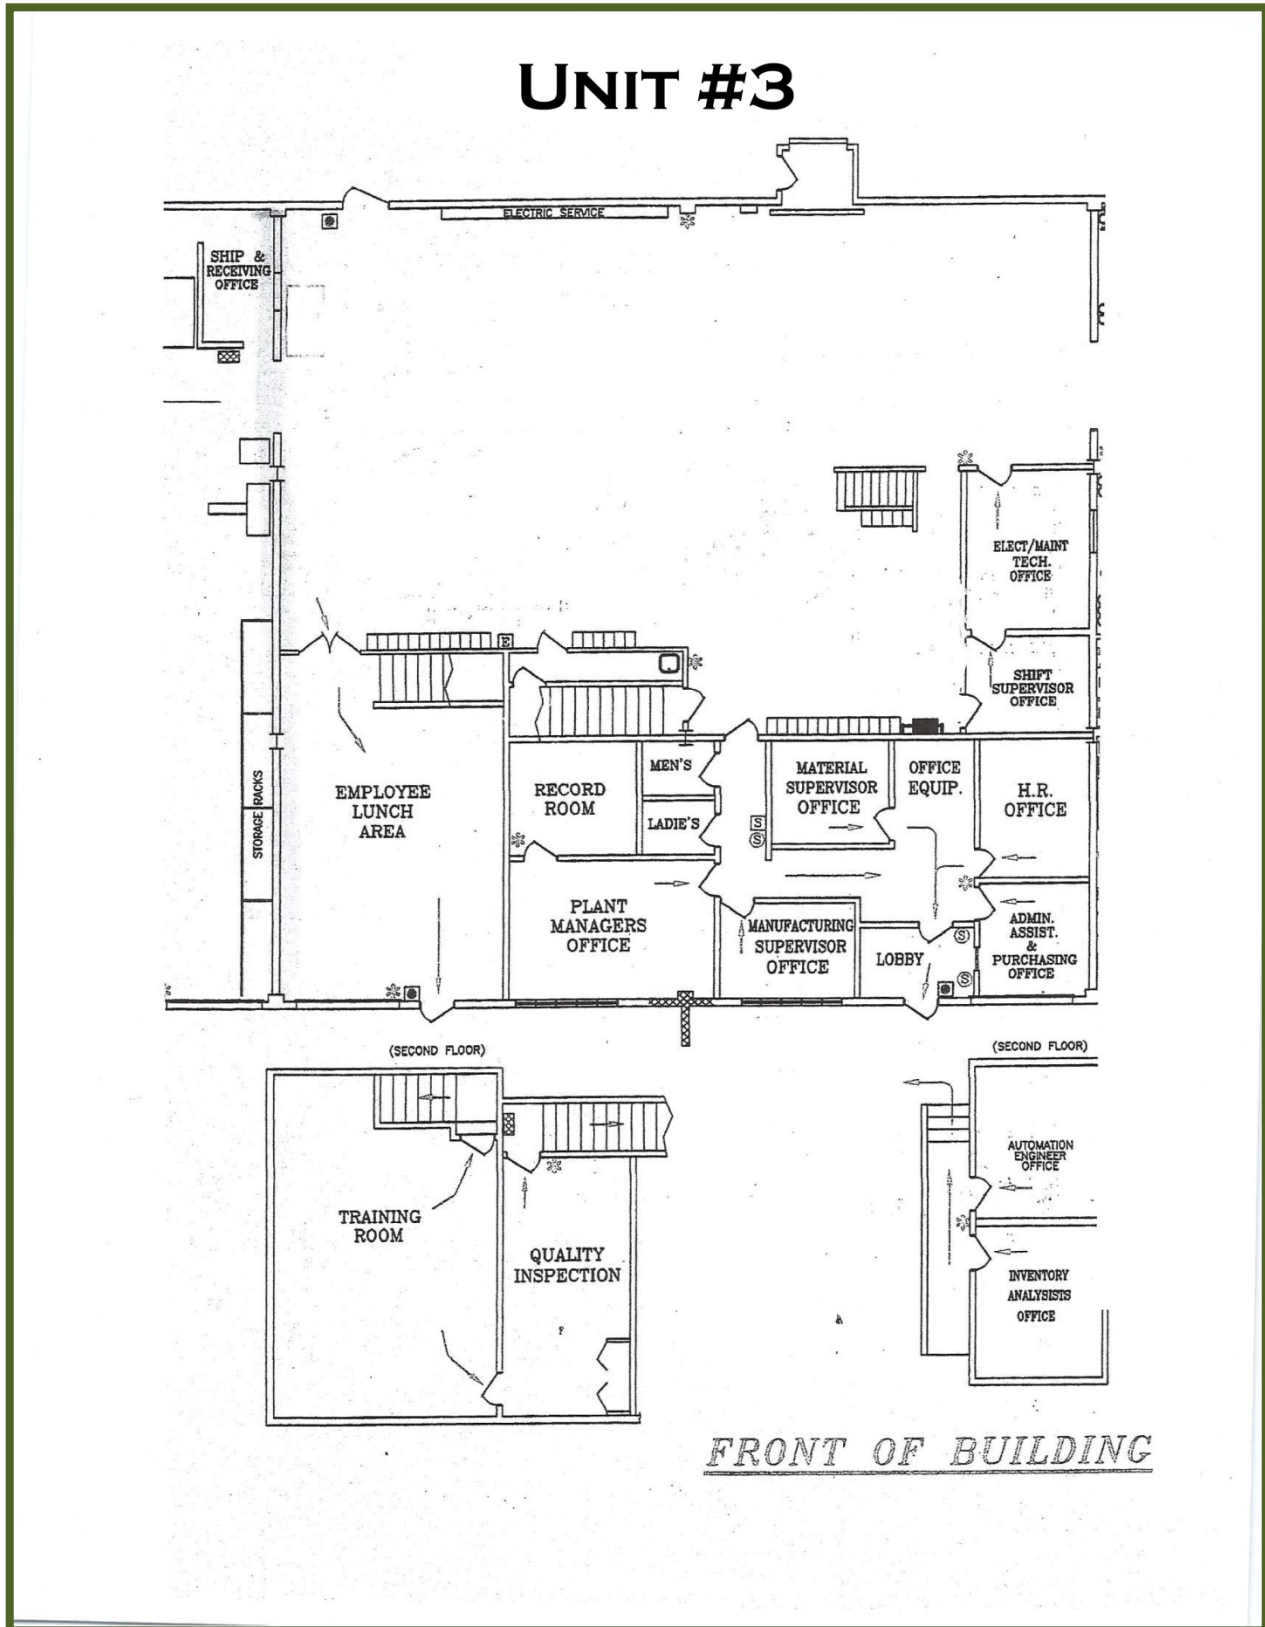 UNIT #3
ELECTRIC SERVICE
SHIP &
RECEIVING
OFFICE
ELECT/MAINT
TECH.
OFFICE
E
SHIFT
SUPERVISOR
OFFICE
STORAGE RACKS
EMPLOYEE
LUNCH
AREA
RECORD
ROOM
MEN'S
LADIE'S
S
S
MATERIAL
SUPERVISOR
OFFICE
OFFICE
EQUIP.
H.R.
OFFICE
PLANT
MANAGERS
OFFICE
MANUFACTURING
SUPERVISOR
OFFICE
LOBBY
S
S
ADMIN.
ASSIST.
&
PURCHASING
OFFICE
(SECOND FLOOR)
(SECOND FLOOR)
TRAINING
ROOM
QUALITY
INSPECTION
AUTOMATION
ENGINEER
OFFICE
INVENTORY
ANALYSISTS
OFFICE
FRONT OF BUILDING